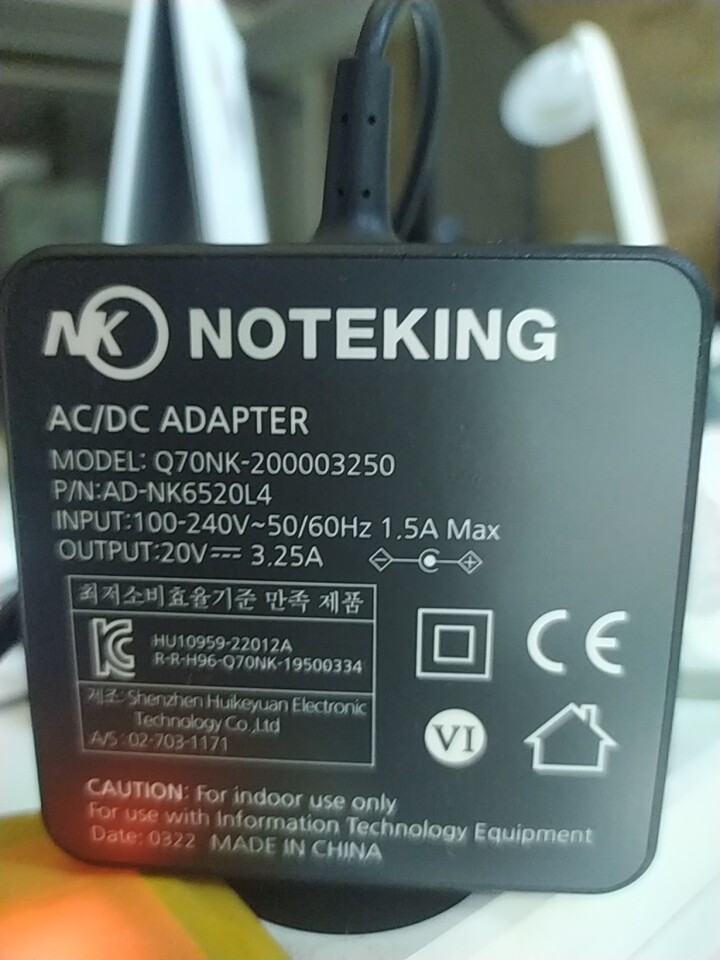 NK NOTEKING
AC/DC ADAPTER
MODEL: Q70NK-200003250
P/N:AD-NK6520L4
INPUT:100-240V~50/60Hz 1.5A Max
OUTPUT:20V⎓ 3.25A
최저소비효율기준 만족 제품
HU10959-22012A
R-R-H96-Q70NK-19500334
제조: Shenzhen Huikeyuan Electronic
Technology Co.,Ltd
A/S : 02-703-1171
CE
VI
CAUTION: For indoor use only
For use with Information Technology Equipment
Date: 0322 MADE IN CHINA